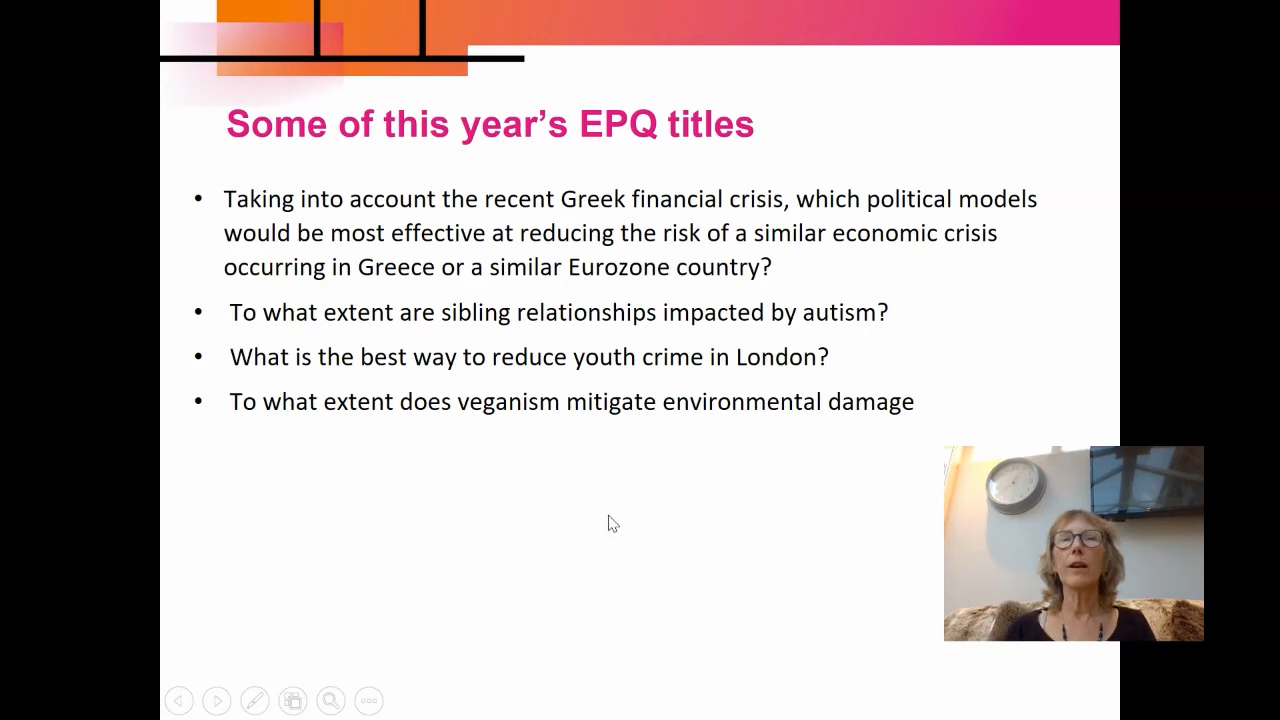 Some of this year’s EPQ titles
• Taking into account the recent Greek financial crisis, which political models
would be most effective at reducing the risk of a similar economic crisis
occurring in Greece or a similar Eurozone country?
• To what extent are sibling relationships impacted by autism?
• What is the best way to reduce youth crime in London?
• To what extent does veganism mitigate environmental damage